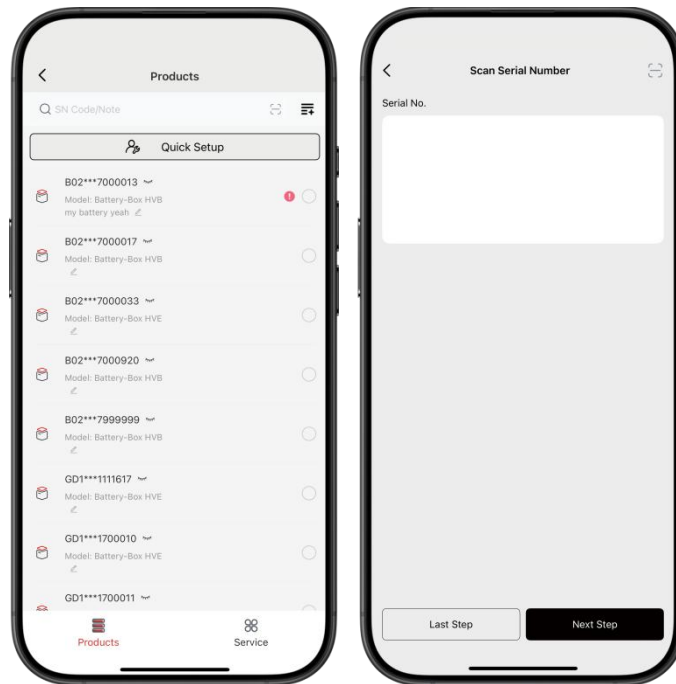 Products
SN Code/Note
Quick Setup
B02***7000013
Model: Battery-Box HVB
my battery yeah
B02***7000017
Model: Battery-Box HVB
B02***7000033
Model: Battery-Box HVE
B02***7000920
Model: Battery-Box HVB
B02***7999999
Model: Battery-Box HVB
GD1***1111617
Model: Battery-Box HVE
GD1***1700010
Model: Battery-Box HVE
GD1***1700011
Products
Service
Scan Serial Number
Serial No.
Last Step
Next Step